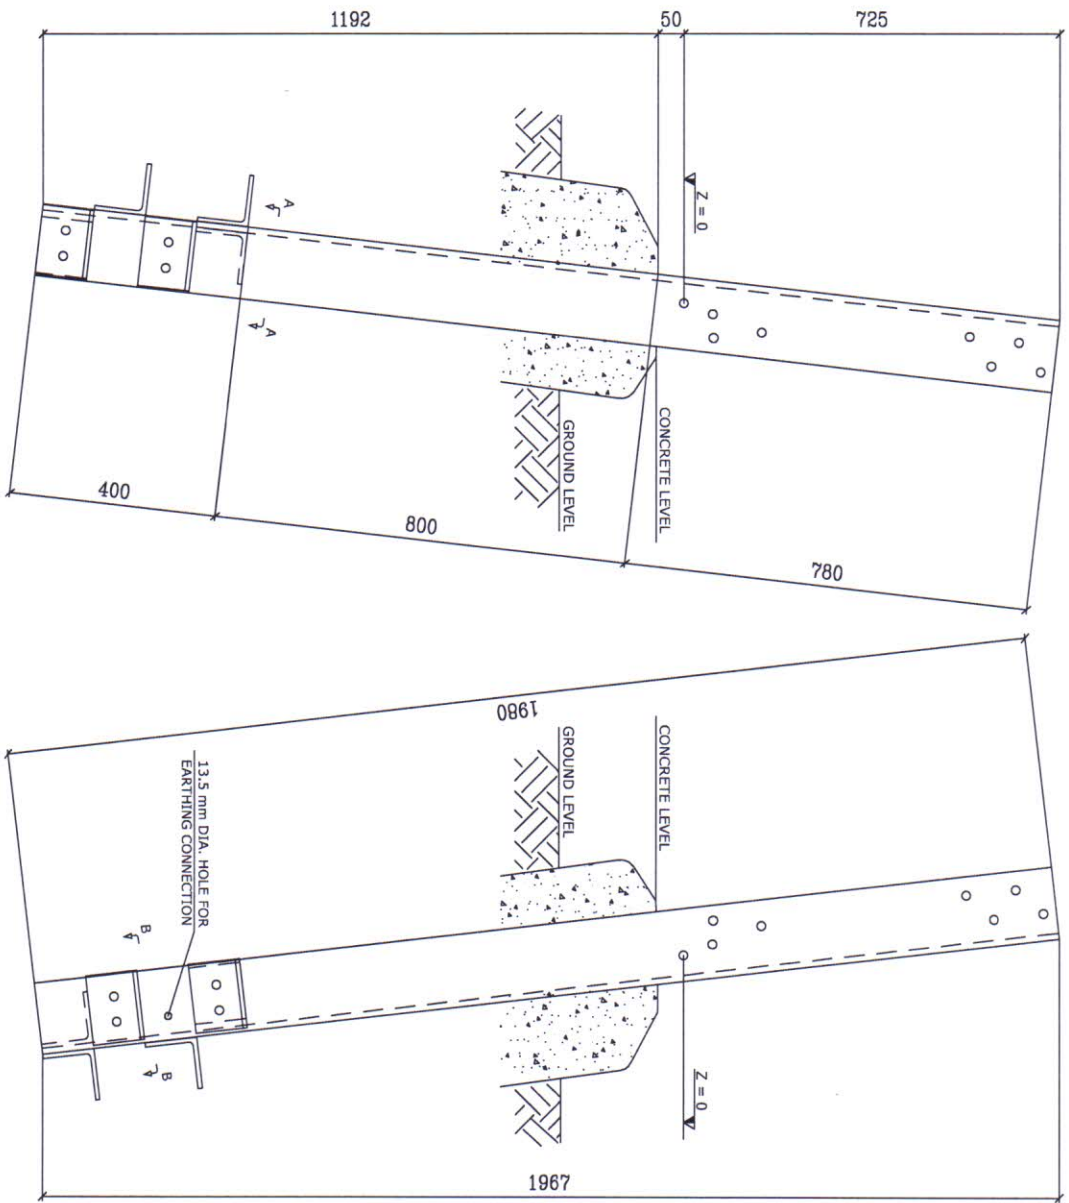 1192
50
725
Z = 0
A
A
CONCRETE LEVEL
GROUND LEVEL
400
800
780
1980
GROUND LEVEL
CONCRETE LEVEL
13.5 mm DIA. HOLE FOR
EARTHING CONNECTION
B
B
Z = 0
1967